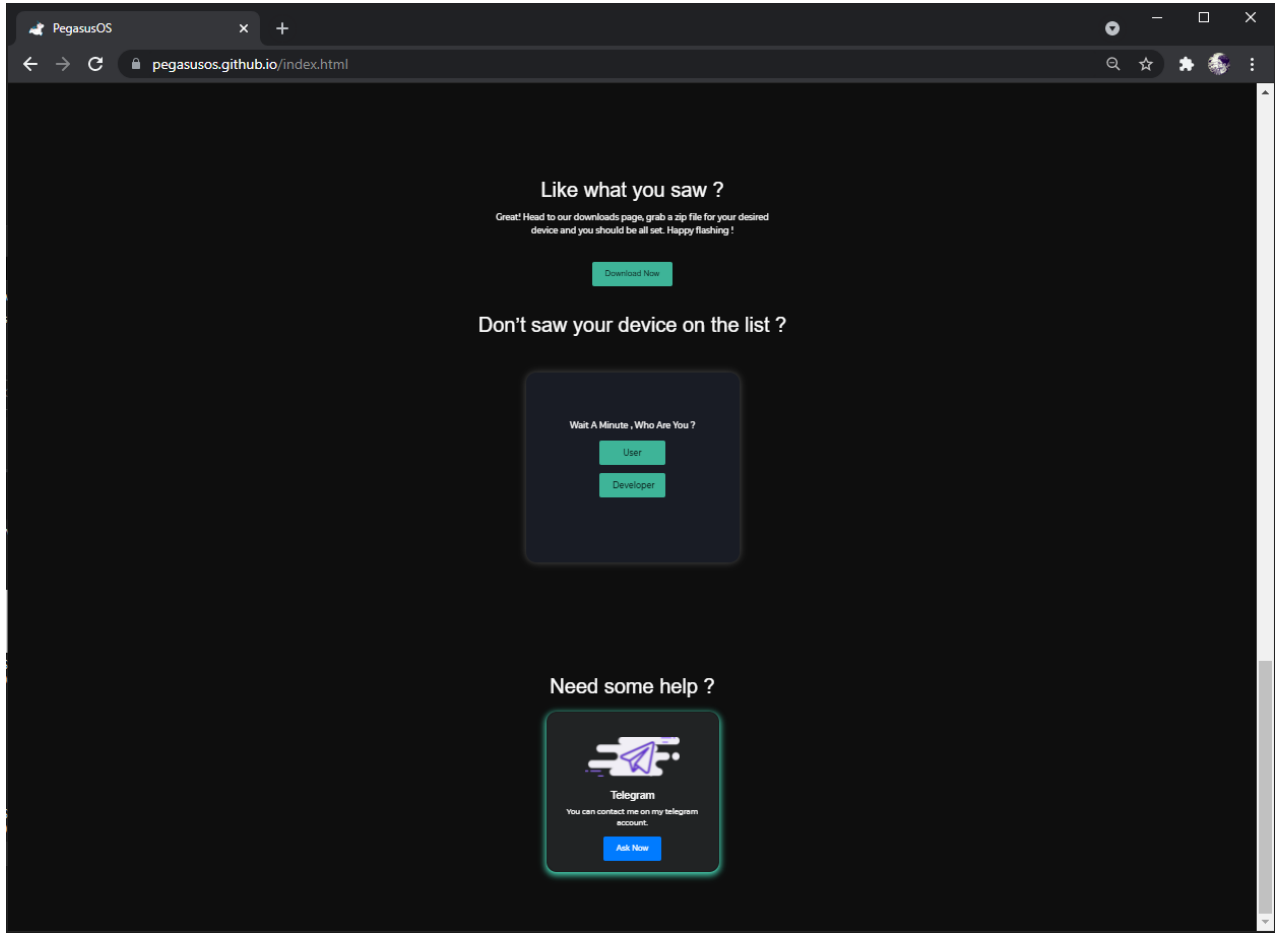 PegasusOS
pegasusos.github.io/index.html
Like what you saw ?
Great! Head to our downloads page, grab a zip file for your desired
device and you should be all set. Happy flashing !
Download Now
Don't saw your device on the list ?
Wait A Minute , Who Are You ?
User
Developer
Need some help ?
Telegram
You can contact me on my telegram
account.
Ask Now